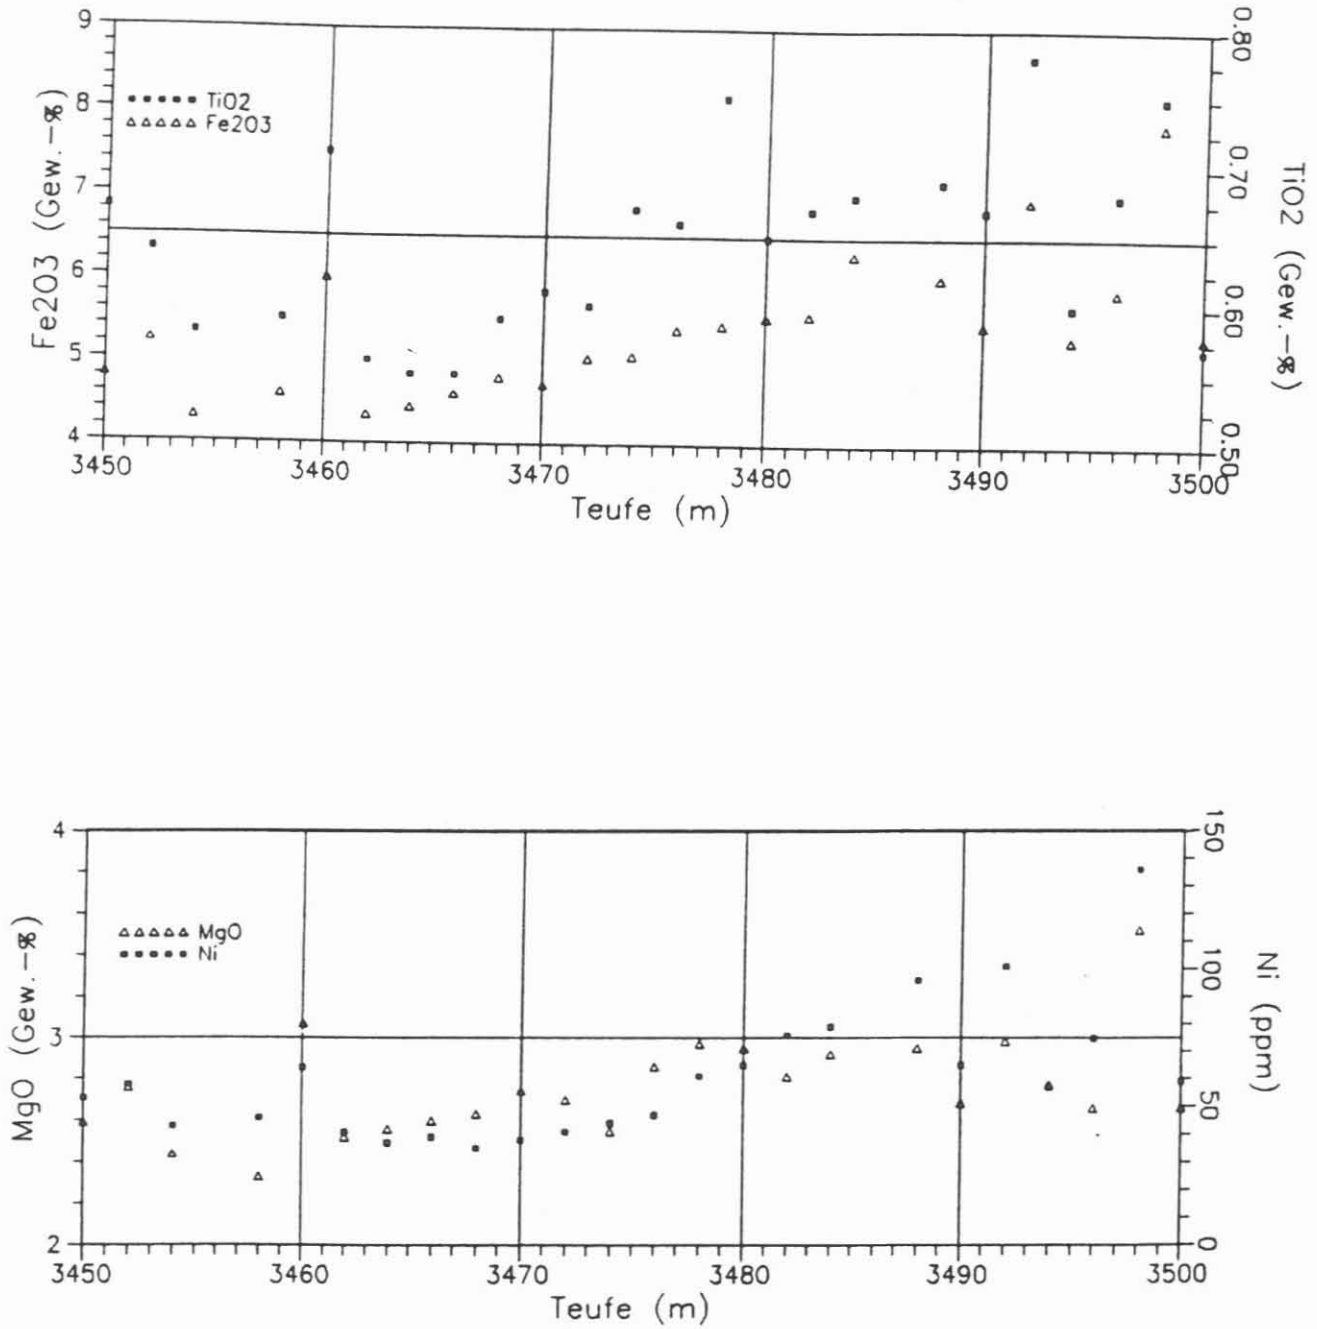 9
8
7
6
5
4
Fe2O3 (Gew.-%)
TiO2
Fe2O3
0.80
0.70
0.60
0.50
TiO2 (Gew.-%)
3450 3460 3470 3480 3490 3500
Teufe (m)
4
3
2
MgO (Gew.-%)
MgO
Ni
150
100
50
0
Ni (ppm)
3450 3460 3470 3480 3490 3500
Teufe (m)